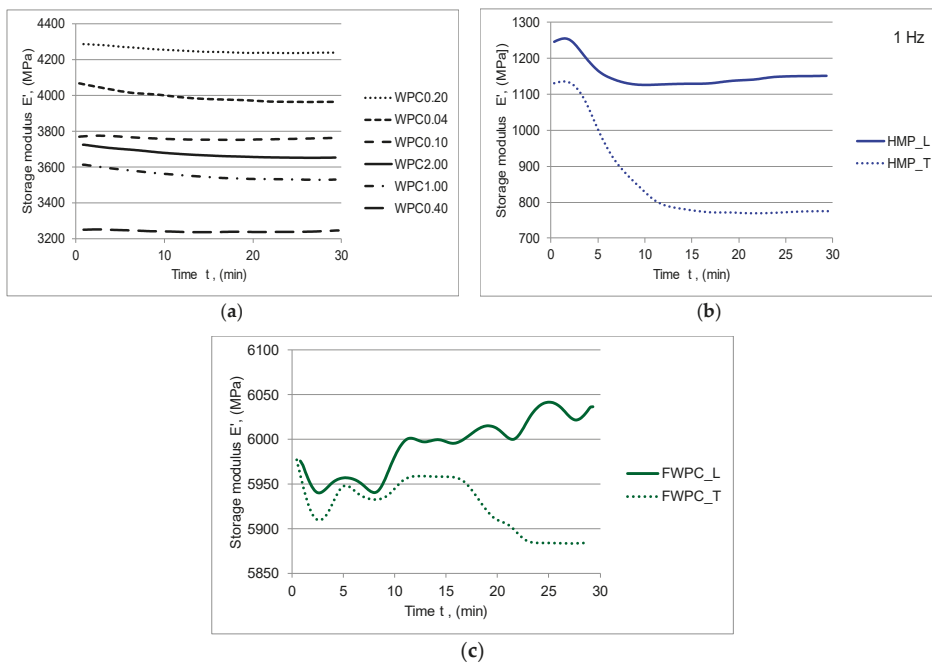 4400
4200
4000
3800
3600
3400
3200
Storage modulus E', (MPa)
0 5 10 15 20 25 30
Time t , (min)
WPC0.20
WPC0.04
WPC0.10
WPC2.00
WPC1.00
WPC0.40
(a)
1300
1200
1100
1000
900
800
700
Storage modulus E', (MPa])
0 5 10 15 20 25 30
Time t , (min)
1 Hz
HMP_L
HMP_T
(b)
6100
6050
6000
5950
5900
5850
Storage modulus E', (MPa)
0 5 10 15 20 25 30
Time t , (min)
FWPC_L
FWPC_T
(c)